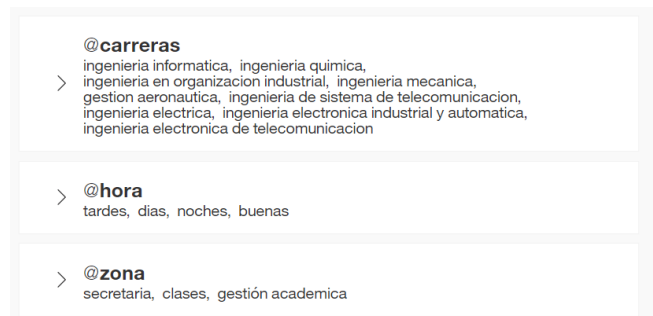 @carreras
ingenieria informatica, ingenieria quimica,
ingenieria en organizacion industrial, ingenieria mecanica,
gestion aeronautica, ingenieria de sistema de telecomunicacion,
ingenieria electrica, ingenieria electronica industrial y automatica,
ingenieria electronica de telecomunicacion
@hora
tardes, dias, noches, buenas
@zona
secretaria, clases, gestión academica